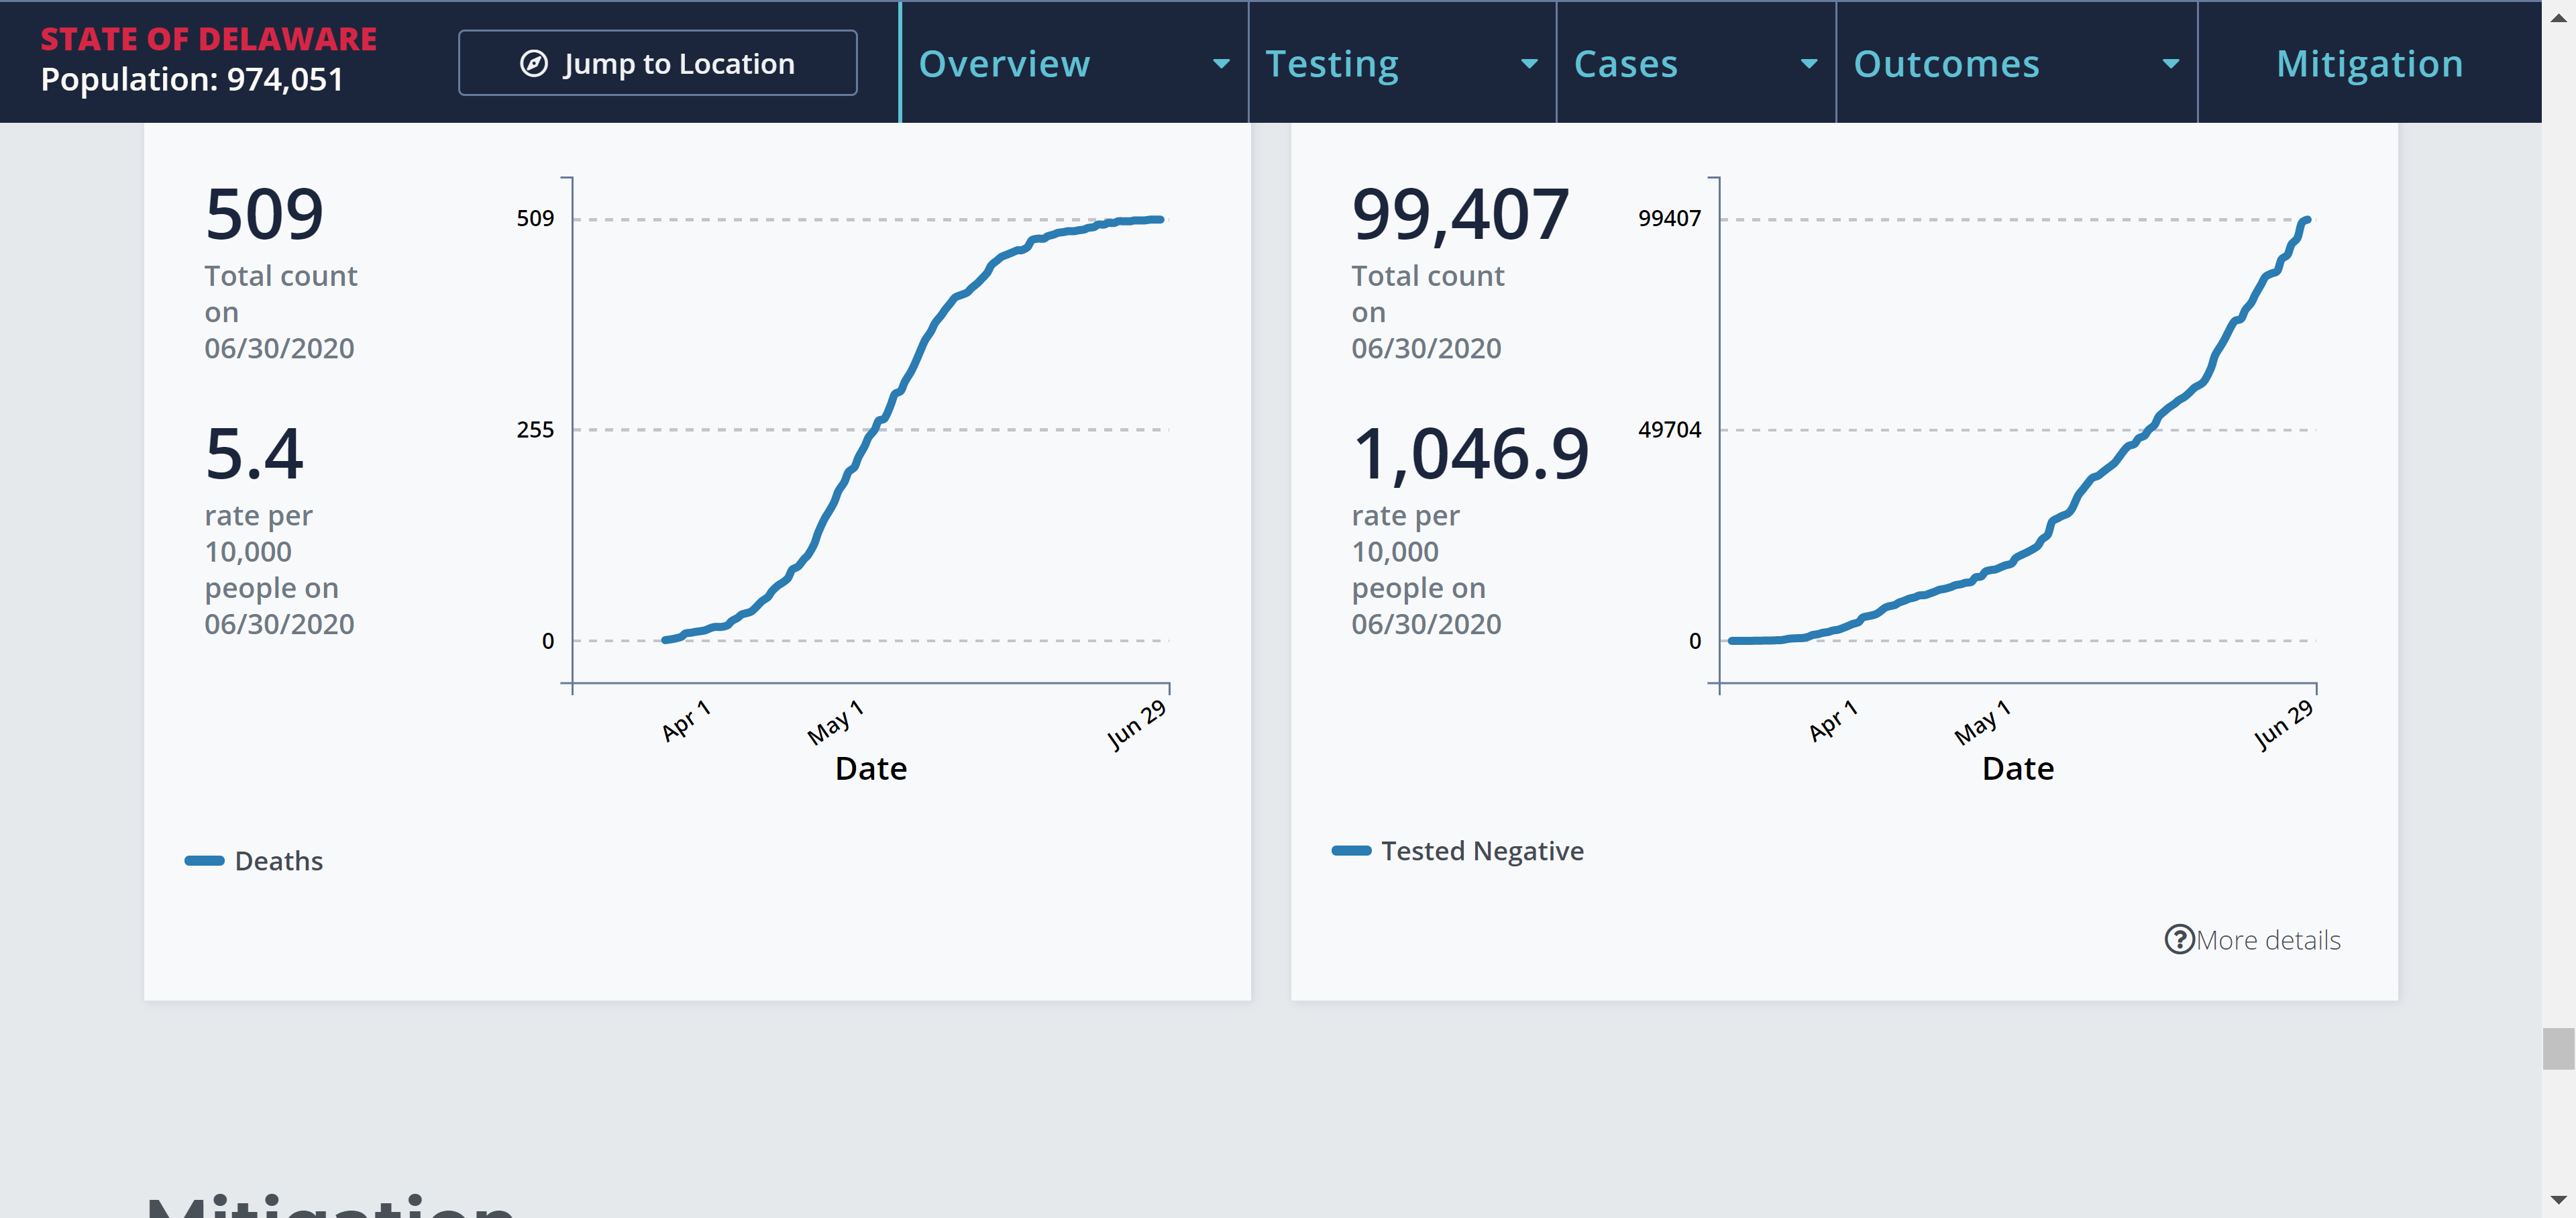 STATE OF DELAWARE
Population: 974,051
Jump to Location
Overview
Testing
Cases
Outcomes
Mitigation
509
Total count
on
06/30/2020
5.4
rate per
10,000
people on
06/30/2020
509
255
0
Apr 1
May 1
Jun 29
Date
Deaths
99,407
Total count
on
06/30/2020
1,046.9
rate per
10,000
people on
06/30/2020
99407
49704
0
Apr 1
May 1
Jun 29
Date
Tested Negative
More details
Mitigation